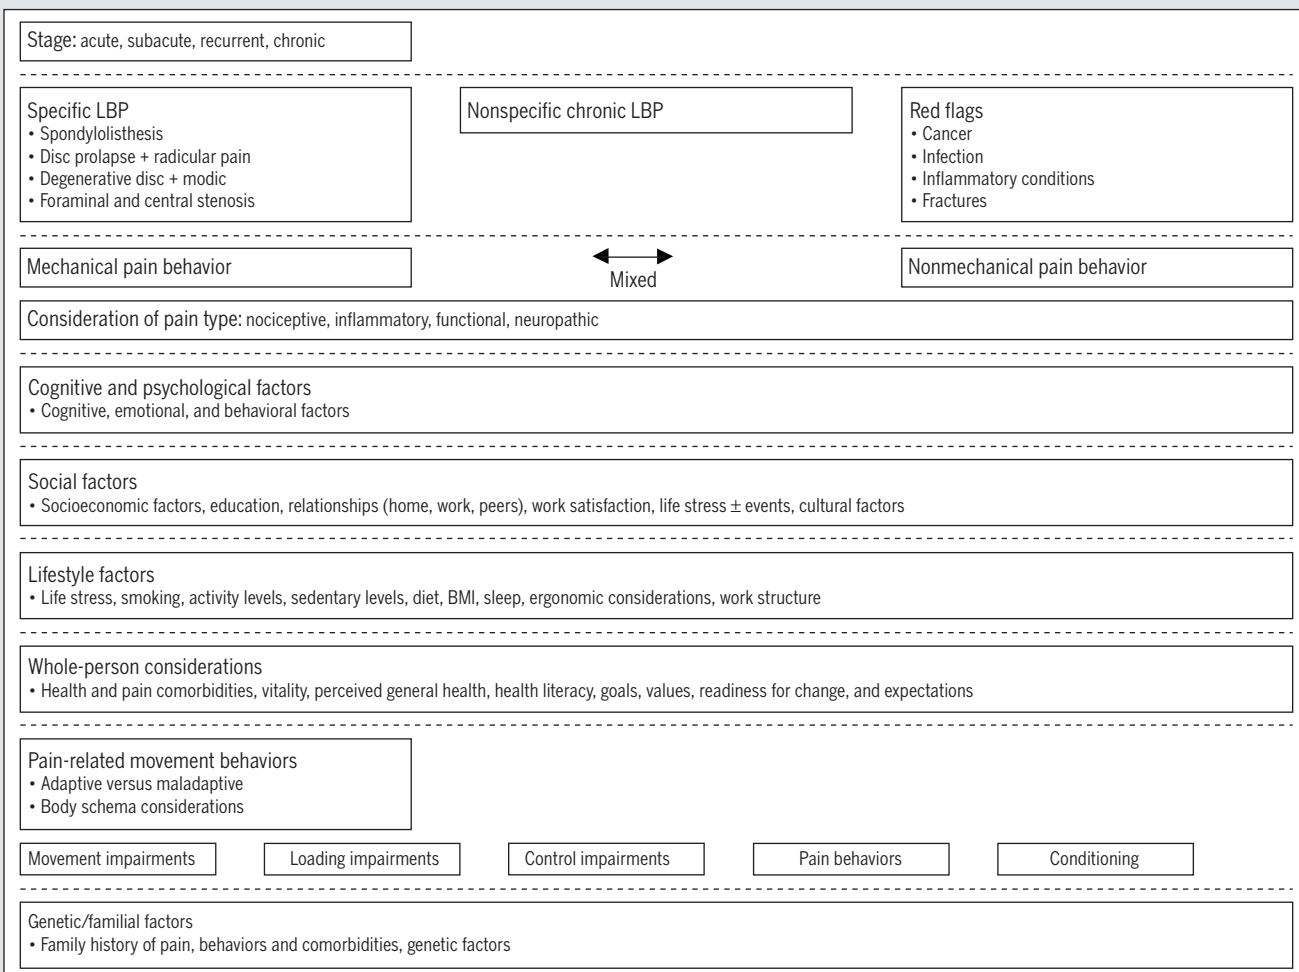 Stage: acute, subacute, recurrent, chronic
Specific LBP
• Spondylolisthesis
• Disc prolapse + radicular pain
• Degenerative disc + modic
• Foraminal and central stenosis
Nonspecific chronic LBP
Red flags
• Cancer
• Infection
• Inflammatory conditions
• Fractures
Mechanical pain behavior
Mixed
Nonmechanical pain behavior
Consideration of pain type: nociceptive, inflammatory, functional, neuropathic
Cognitive and psychological factors
• Cognitive, emotional, and behavioral factors
Social factors
• Socioeconomic factors, education, relationships (home, work, peers), work satisfaction, life stress ± events, cultural factors
Lifestyle factors
• Life stress, smoking, activity levels, sedentary levels, diet, BMI, sleep, ergonomic considerations, work structure
Whole-person considerations
• Health and pain comorbidities, vitality, perceived general health, health literacy, goals, values, readiness for change, and expectations
Pain-related movement behaviors
• Adaptive versus maladaptive
• Body schema considerations
Movement impairments
Loading impairments
Control impairments
Pain behaviors
Conditioning
Genetic/familial factors
• Family history of pain, behaviors and comorbidities, genetic factors